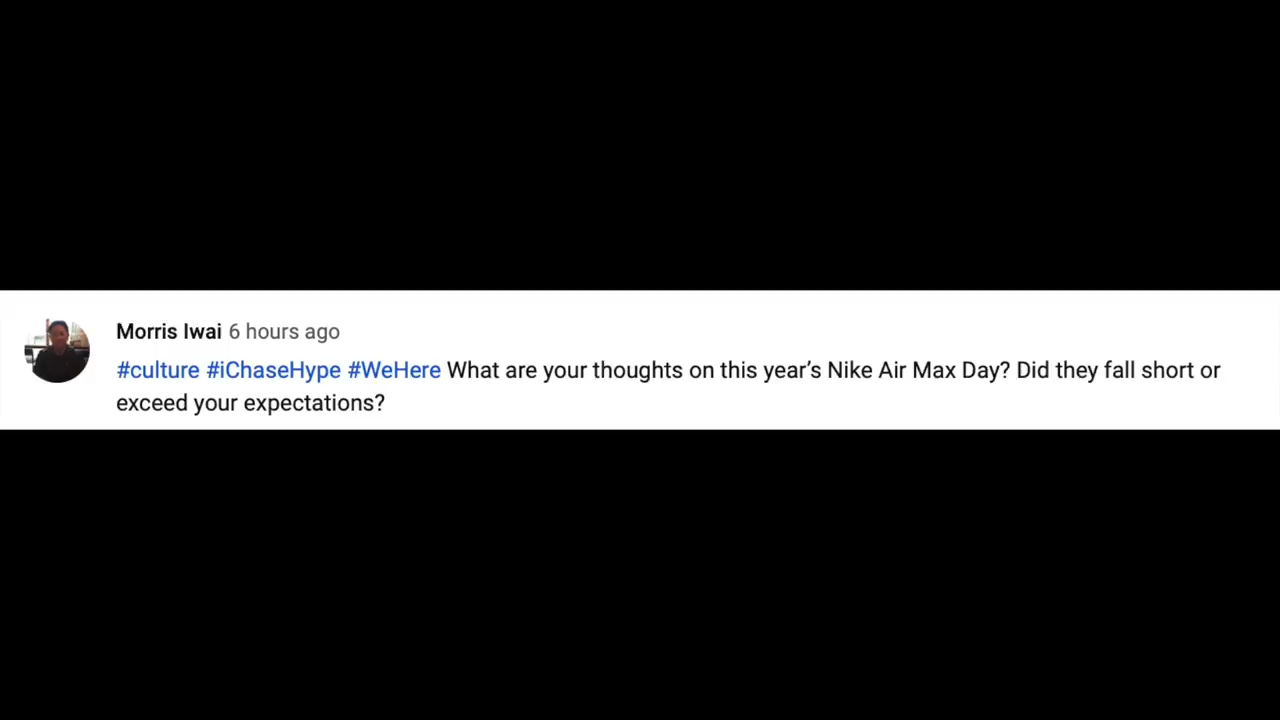 Morris Iwai 6 hours ago
#culture #iChaseHype #WeHere What are your thoughts on this year’s Nike Air Max Day? Did they fall short or
exceed your expectations?